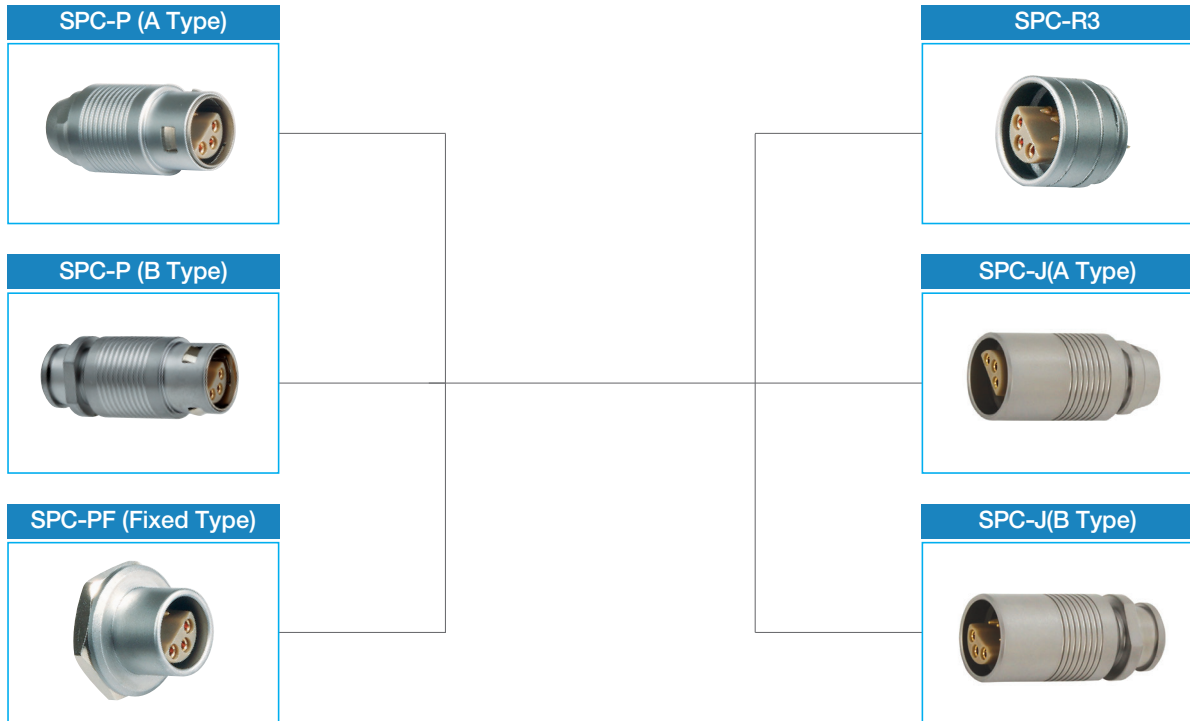 SPC-P (A Type)
SPC-R3
SPC-P (B Type)
SPC-J(A Type)
SPC-PF (Fixed Type)
SPC-J(B Type)